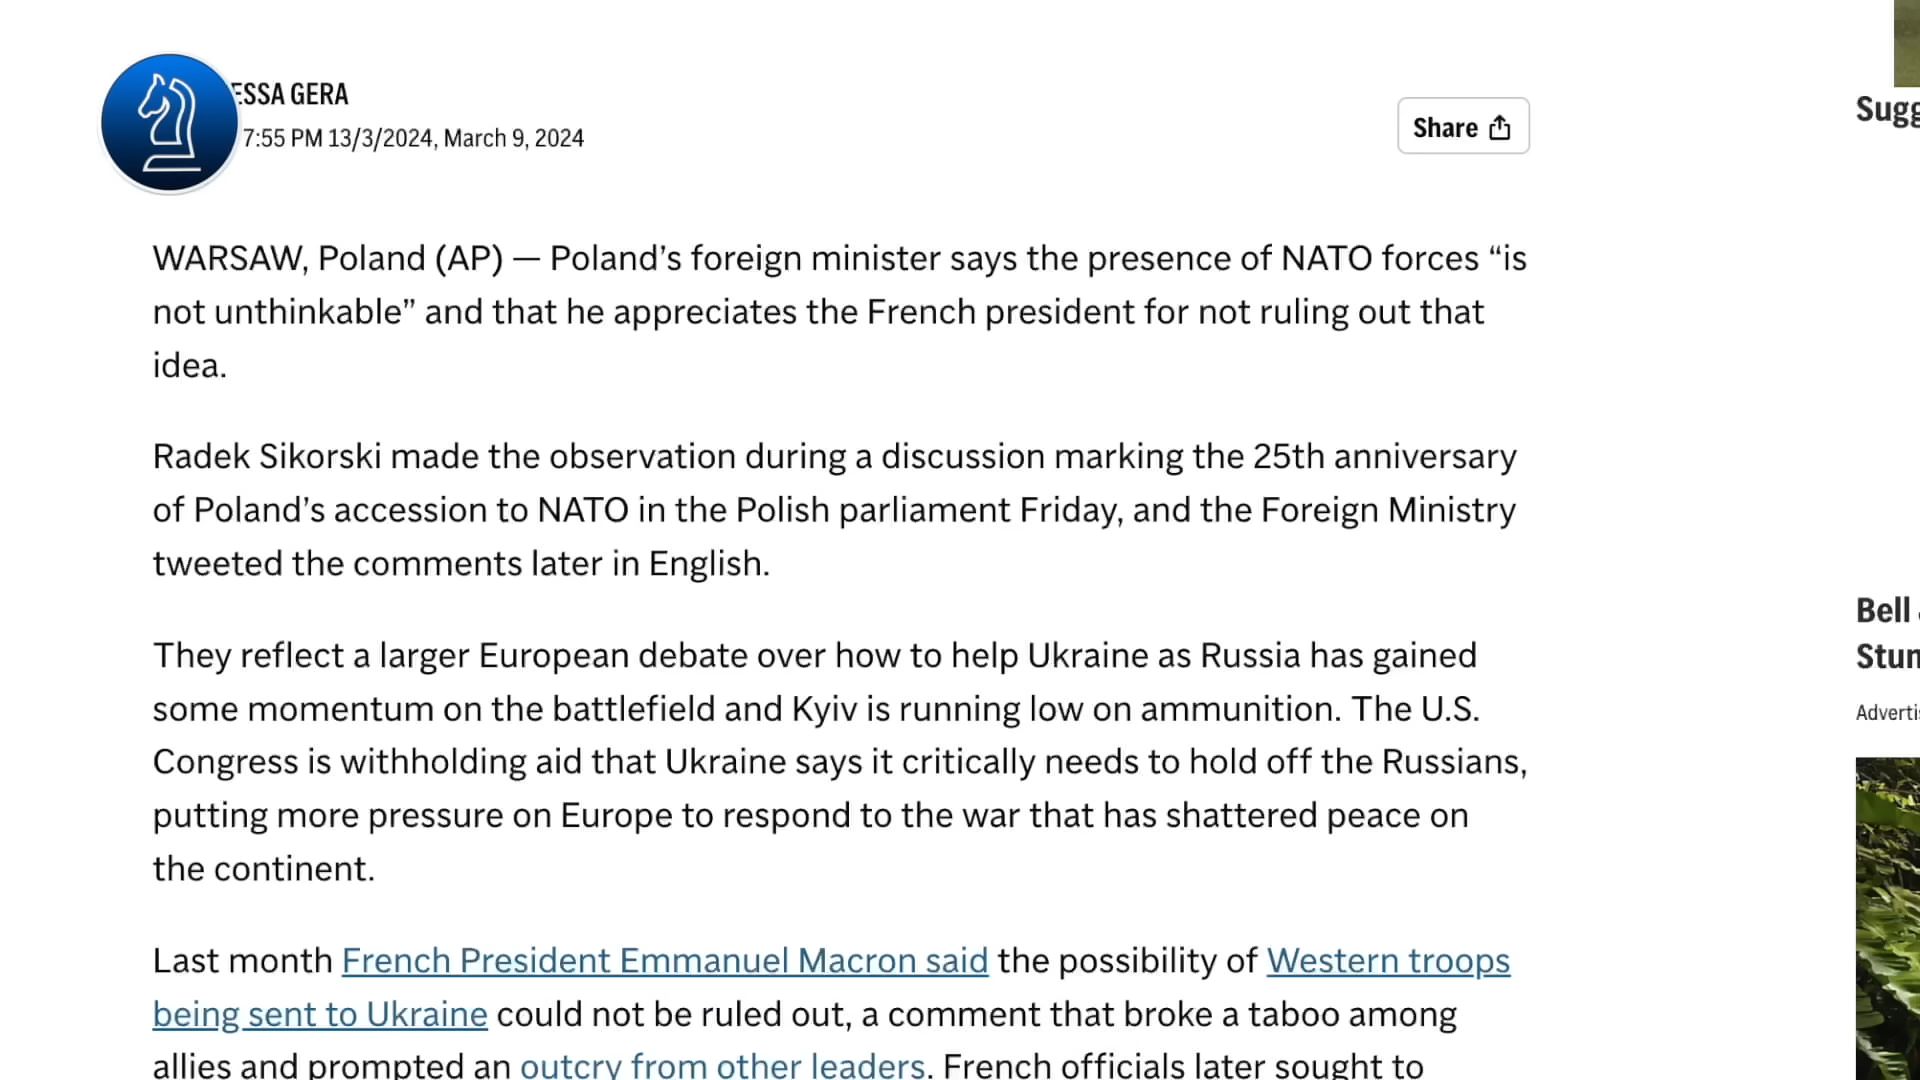 ESSA GERA
7:55 PM 13/3/2024, March 9, 2024
Share
WARSAW, Poland (AP) — Poland’s foreign minister says the presence of NATO forces “is
not unthinkable” and that he appreciates the French president for not ruling out that
idea.
Radek Sikorski made the observation during a discussion marking the 25th anniversary
of Poland’s accession to NATO in the Polish parliament Friday, and the Foreign Ministry
tweeted the comments later in English.
They reflect a larger European debate over how to help Ukraine as Russia has gained
some momentum on the battlefield and Kyiv is running low on ammunition. The U.S.
Congress is withholding aid that Ukraine says it critically needs to hold off the Russians,
putting more pressure on Europe to respond to the war that has shattered peace on
the continent.
Last month French President Emmanuel Macron said the possibility of Western troops
being sent to Ukraine could not be ruled out, a comment that broke a taboo among
allies and prompted an outcry from other leaders. French officials later sought to
Sugg
Bell
Stun
Adverti